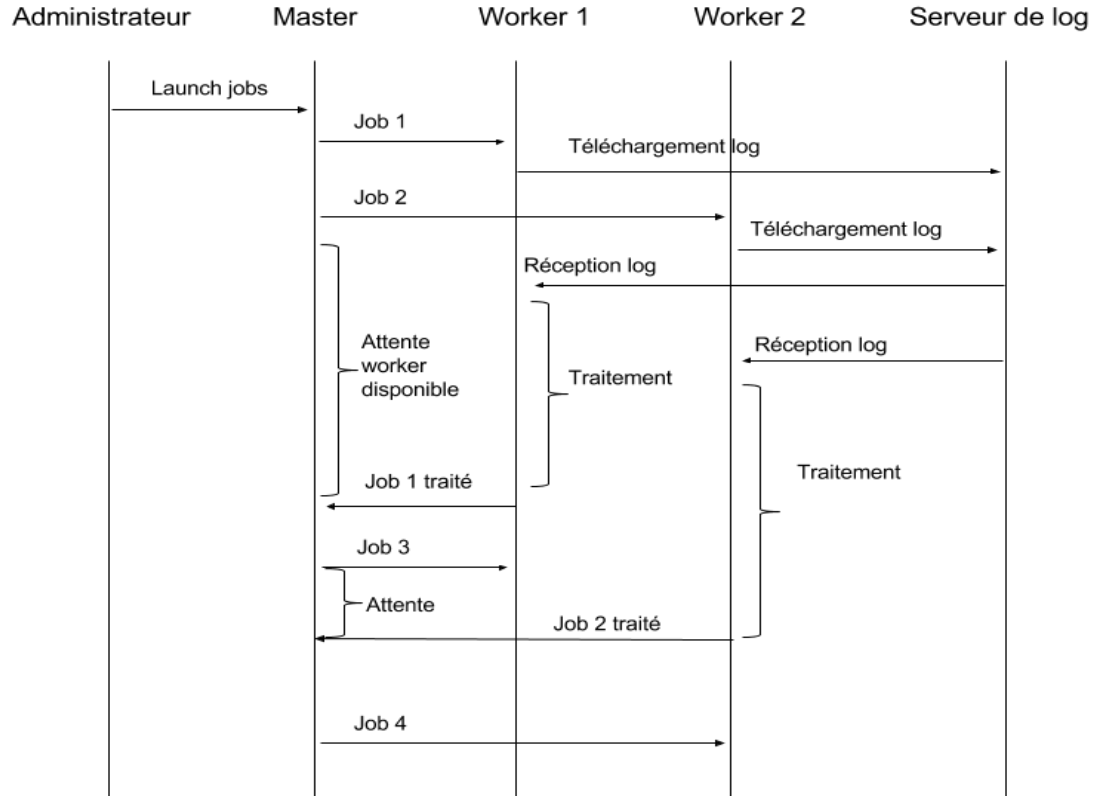 Administrateur
Master
Worker 1
Worker 2
Serveur de log
Launch jobs
Job 1
Téléchargement log
Job 2
Téléchargement log
Réception log
Attente
worker
disponible
Réception log
Traitement
Traitement
Job 1 traité
Job 3
Attente
Job 2 traité
Job 4